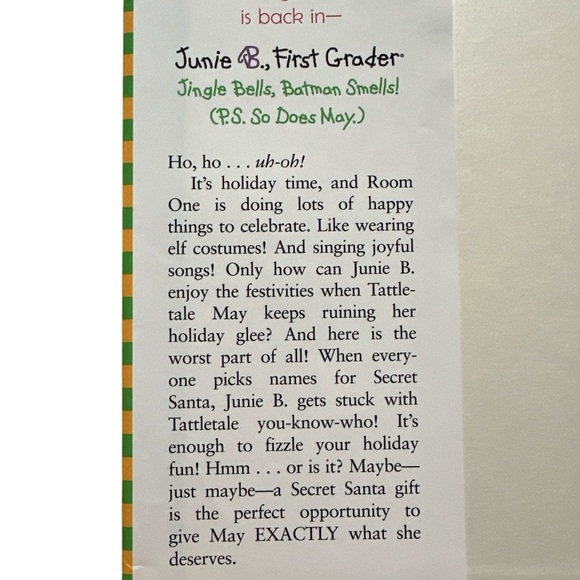 is back in—
Junie B., First Grader
Jingle Bells, Batman Smells!
(P.S. So Does May.)
Ho, ho . . . uh-oh!
It's holiday time, and Room
One is doing lots of happy
things to celebrate. Like wearing
elf costumes! And singing joyful
songs! Only how can Junie B.
enjoy the festivities when Tattle-
tale May keeps ruining her
holiday glee? And here is the
worst part of all! When every-
one picks names for Secret
Santa, Junie B. gets stuck with
Tattletale you-know-who! It's
enough to fizzle your holiday
fun! Hmm . . . or is it? Maybe—
just maybe—a Secret Santa gift
is the perfect opportunity to
give May EXACTLY what she
deserves.